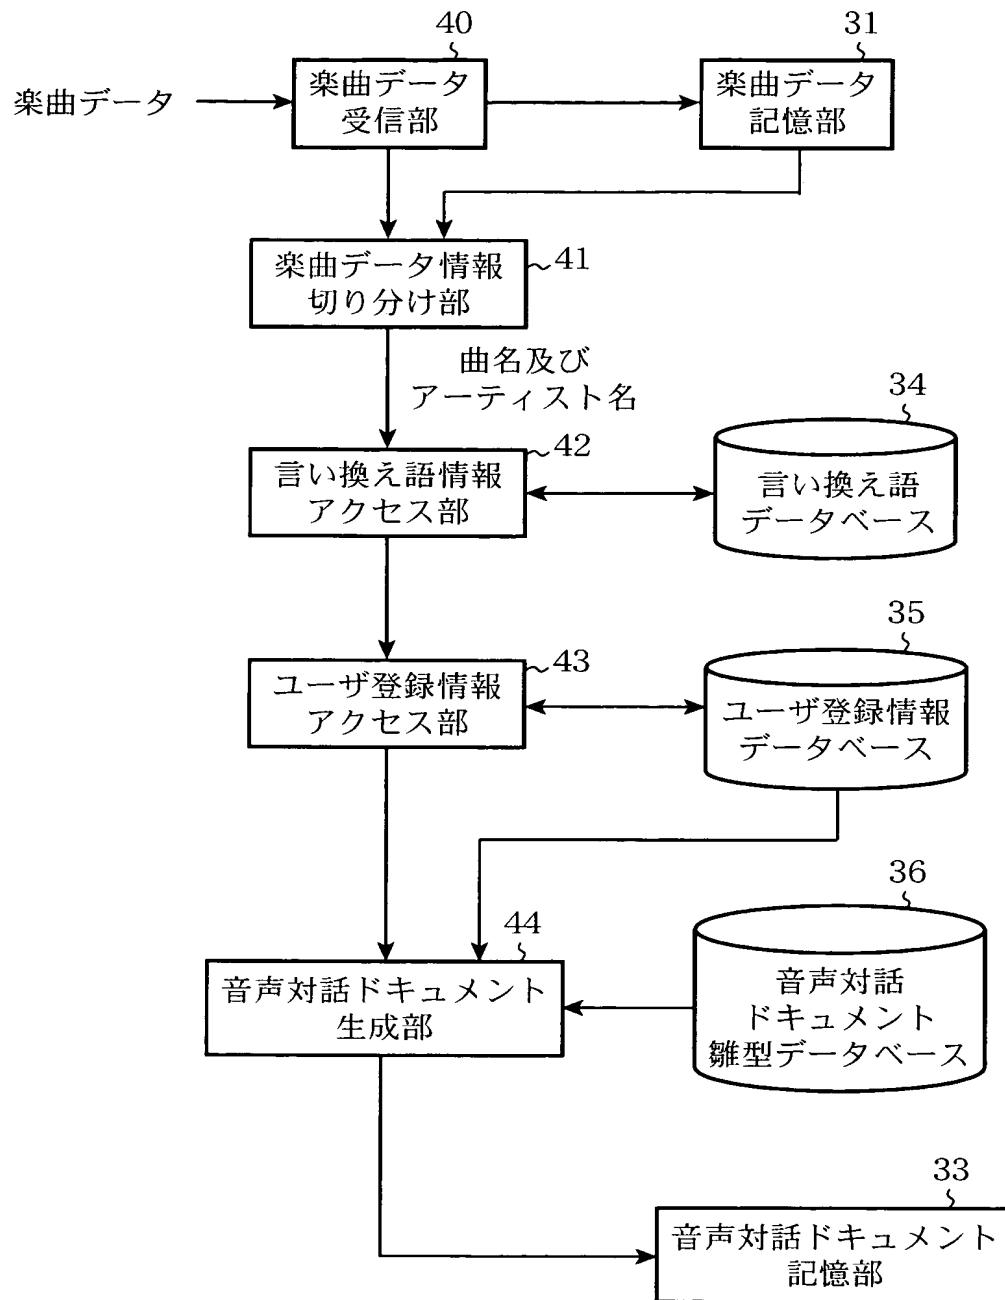 40
31
楽曲データ
楽曲データ
受信部
楽曲データ
記憶部
楽曲データ情報
切り分け部
41
曲名及び
アーティスト名
42
34
言い換え語情報
アクセス部
言い換え語
データベース
43
35
ユーザ登録情報
アクセス部
ユーザ登録情報
データベース
44
36
音声対話ドキュメント
生成部
音声対話
ドキュメント
雛型データベース
33
音声対話ドキュメント
記憶部